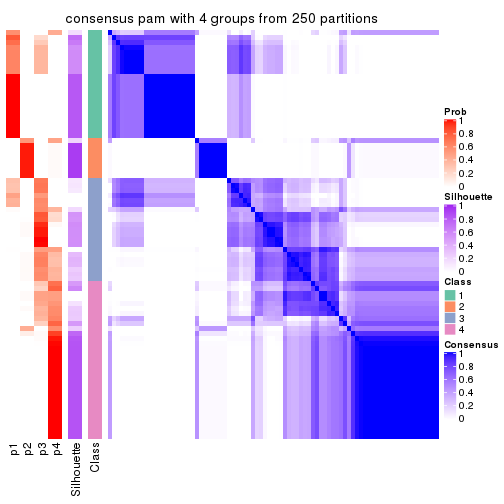 consensus pam with 4 groups from 250 partitions
Prob
1
0.8
0.6
0.4
0.2
0
Silhouette
1
0.8
0.6
0.4
0.2
0
Class
1
2
3
4
Consensus
1
0.8
0.6
0.4
0.2
0
p1
p2
p3
p4
Silhouette
Class